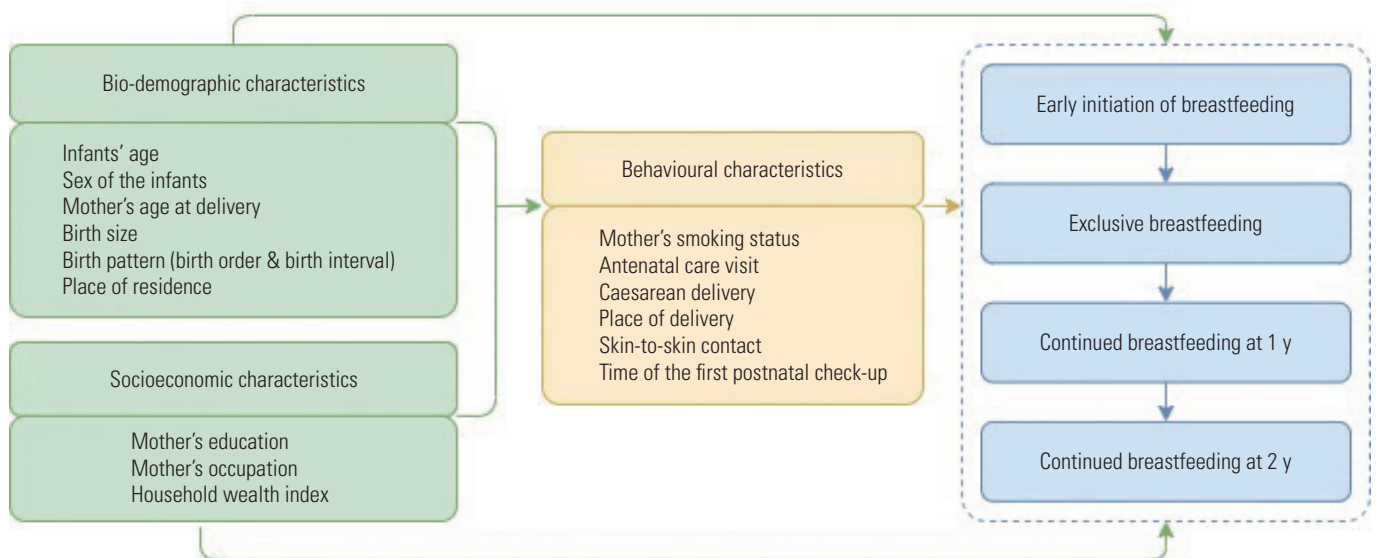 Bio-demographic characteristics
Infants’ age
Sex of the infants
Mother’s age at delivery
Birth size
Birth pattern (birth order & birth interval)
Place of residence
Socioeconomic characteristics
Mother’s education
Mother’s occupation
Household wealth index
Behavioural characteristics
Mother’s smoking status
Antenatal care visit
Caesarean delivery
Place of delivery
Skin-to-skin contact
Time of the first postnatal check-up
Early initiation of breastfeeding
Exclusive breastfeeding
Continued breastfeeding at 1 y
Continued breastfeeding at 2 y